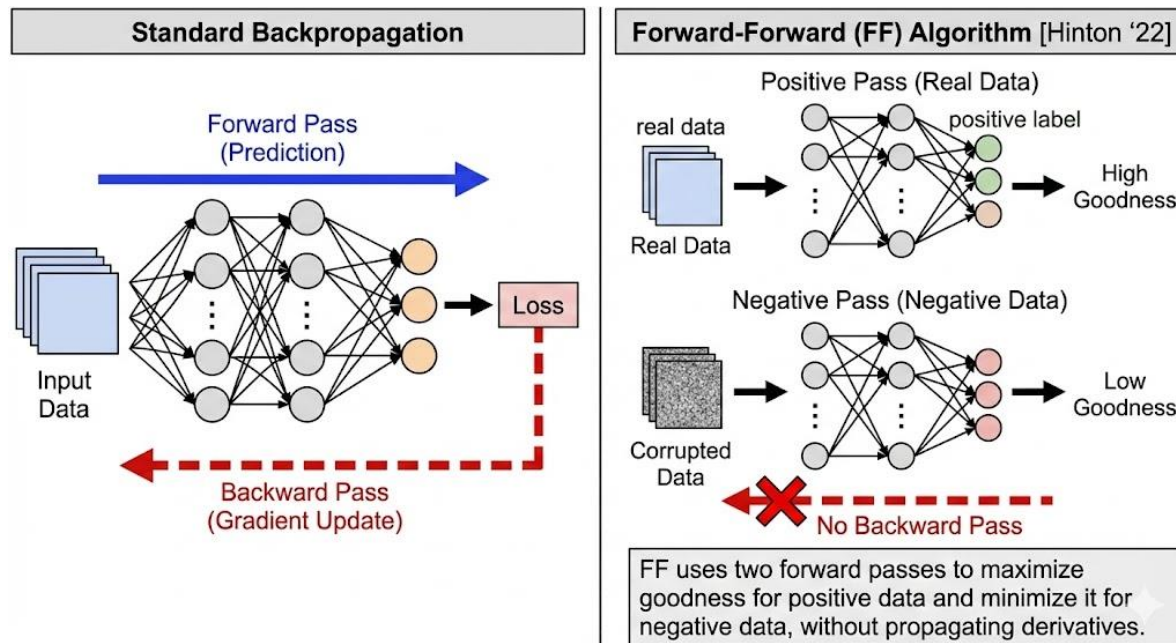 Standard Backpropagation
Forward Pass
(Prediction)
Input
Data
Loss
Backward Pass
(Gradient Update)
Forward-Forward (FF) Algorithm [Hinton ‘22]
Positive Pass (Real Data)
real data
positive label
Real Data
High
Goodness
Negative Pass (Negative Data)
Corrupted
Data
Low
Goodness
No Backward Pass
FF uses two forward passes to maximize
goodness for positive data and minimize it for
negative data, without propagating derivatives.